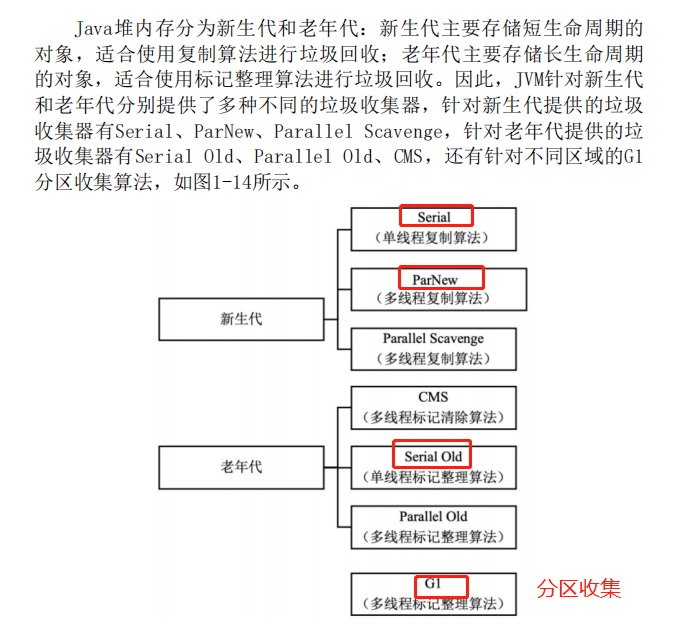 Java堆内存分为新生代和老年代：新生代主要存储短生命周期的
对象，适合使用复制算法进行垃圾回收；老年代主要存储长生命周期
的对象，适合使用标记整理算法进行垃圾回收。因此，JVM针对新生代
和老年代分别提供了多种不同的垃圾收集器，针对新生代提供的垃圾
收集器有Serial、ParNew、Parallel Scavenge，针对老年代提供的垃
圾收集器有Serial Old、Parallel Old、CMS，还有针对不同区域的G1
分区收集算法，如图1-14所示。
Serial
（单线程复制算法）
ParNew
（多线程复制算法）
新生代
Parallel Scavenge
（多线程复制算法）
CMS
（多线程标记清除算法）
老年代
Serial Old
（单线程标记整理算法）
Parallel Old
（多线程标记整理算法）
G1
（多线程标记整理算法）
分区收集